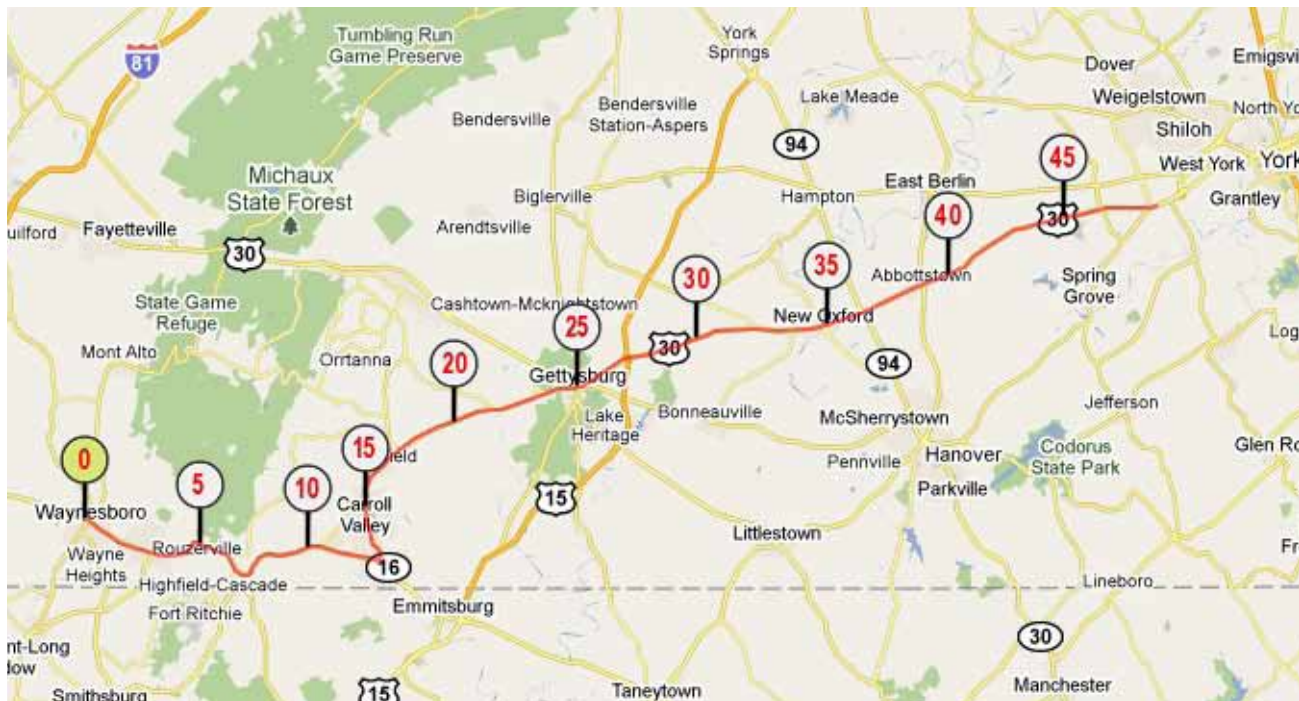 Tumbling Run
Game Preserve
York
Springs
81
Dover
Emigsvi
Lake Meade
Weigelstown
North Yo
Bendersville
Bendersville
Station-Aspers
94
Shiloh
45
West York
York
Michaux
State Forest
Biglerville
Hampton
East Berlin
Grantley
Fayetteville
Arendtsville
40
30
uilford
30
35
30
Abbottstown
Spring
Grove
State Game
Refuge
Cashtown-Mcknightstown
25
New Oxford
Log
Mont Alto
Orrtanna
20
30
94
Gettysburg
Lake
Heritage
Bonneauville
McSherrystown
Jefferson
0
5
10
15
ield
Pennville
Hanover
Codorus
State Park
Glen Ro
Waynesboro
Carroll
Valley
15
Parkville
Wayne
Heights
Rouzerville
16
Littlestown
Fr
Highfield-Cascade
Lineboro
Fort Ritchie
Emmitsburg
nt-Long
dow
30
Smithsburg
15
Taneytown
Manchester